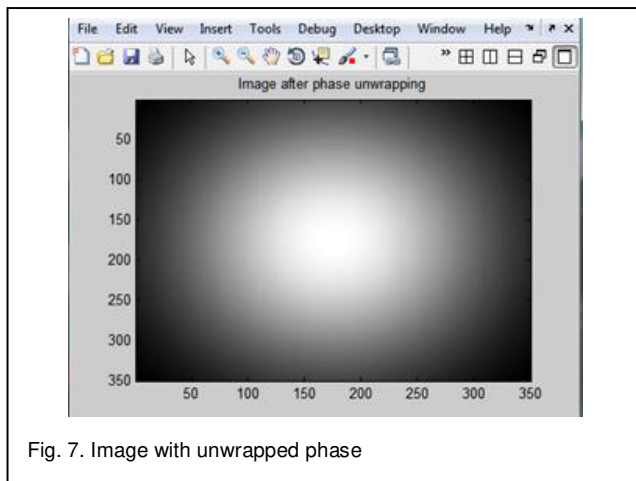 File Edit View Insert Tools Debug Desktop Window Help
Image after phase unwrapping
50
100
150
200
250
300
350
50 100 150 200 250 300 350
Fig. 7. Image with unwrapped phase